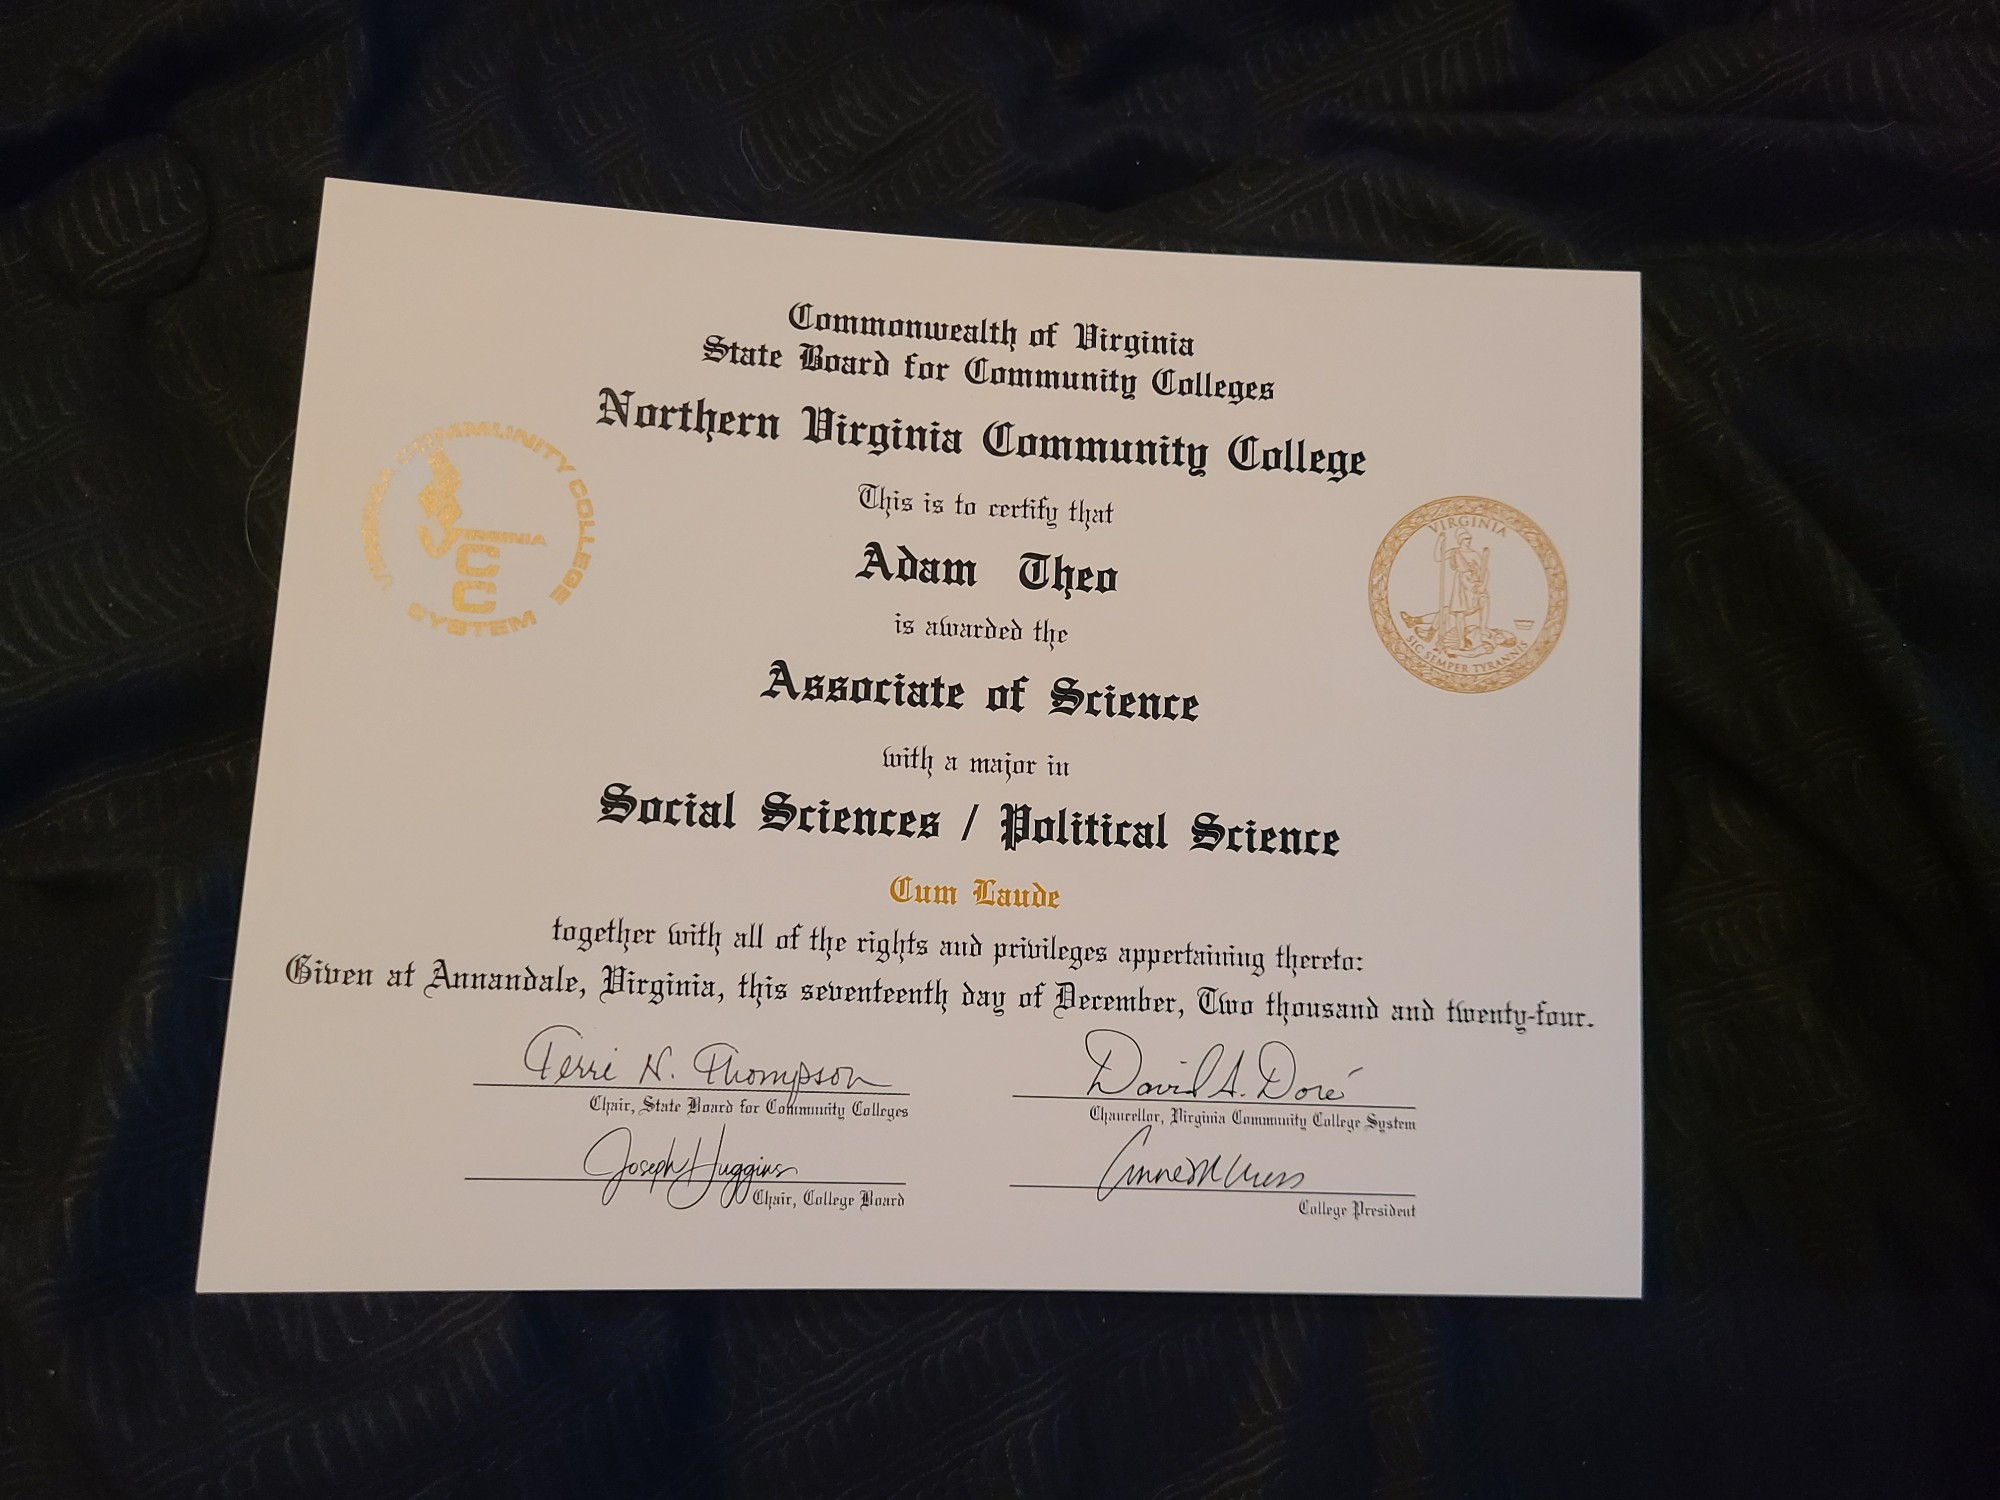 Commonwealth of Virginia
State Board for Community Colleges
Northern Virginia Community College
This is to certify that
Adam Theo
is awarded the
Associate of Science
with a major in
Social Sciences / Political Science
Cum Laude
together with all of the rights and privileges appertaining thereto:
Given at Annandale, Virginia, this seventeenth day of December, Two thousand and twenty-four.
Terri N. Thompson
Chair, State Board for Community Colleges
David A. Doré
Chancellor, Virginia Community College System
Joseph Huggins
Chair, College Board
College President
VIRGINIA COMMUNITY COLLEGE SYSTEM
VIRGINIA
C
C
VIRGINIA
SIC SEMPER TYRANNIS